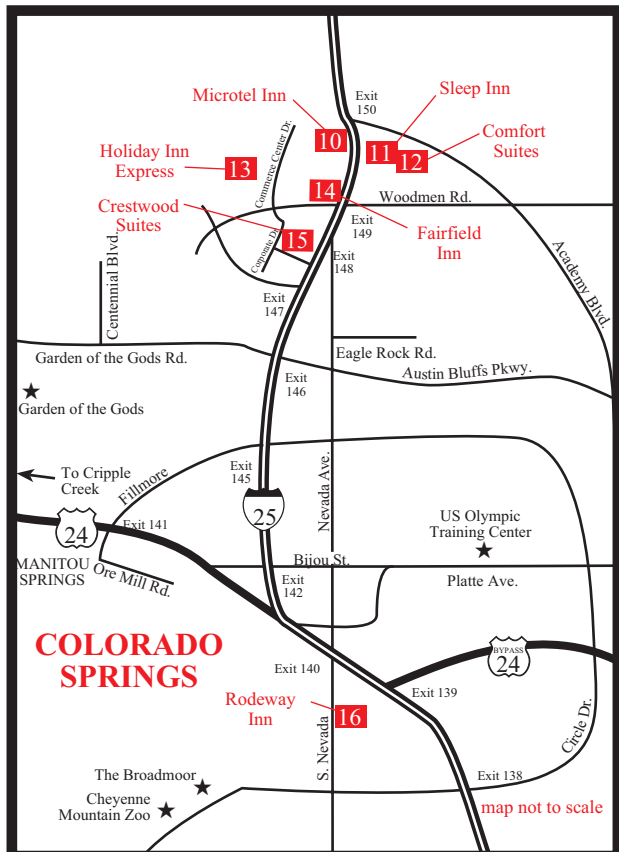 Exit
150
Sleep Inn
Microtel Inn
10
Comfort
Suites
11
12
Holiday Inn
Express
13
Commerce Center Dr.
14
Woodmen Rd.
Crestwood
Suites
15
Corporate Dr.
Exit
149
Fairfield
Inn
Exit
148
Academy Blvd.
Centennial Blvd.
Exit
147
Garden of the Gods Rd.
Eagle Rock Rd.
Austin Bluffs Pkwy.
Exit
146
Garden of the Gods
To Cripple
Creek
Fillmore
Exit
145
Nevada Ave.
25
US Olympic
Training Center
24
Exit 141
MANITOU
SPRINGS
Ore Mill Rd.
Bijou St.
Platte Ave.
Exit
142
COLORADO
SPRINGS
BYPASS
24
Exit 140
Exit 139
Rodeway
Inn
16
S. Nevada
Circle Dr.
The Broadmoor
Cheyenne
Mountain Zoo
Exit 138
map not to scale